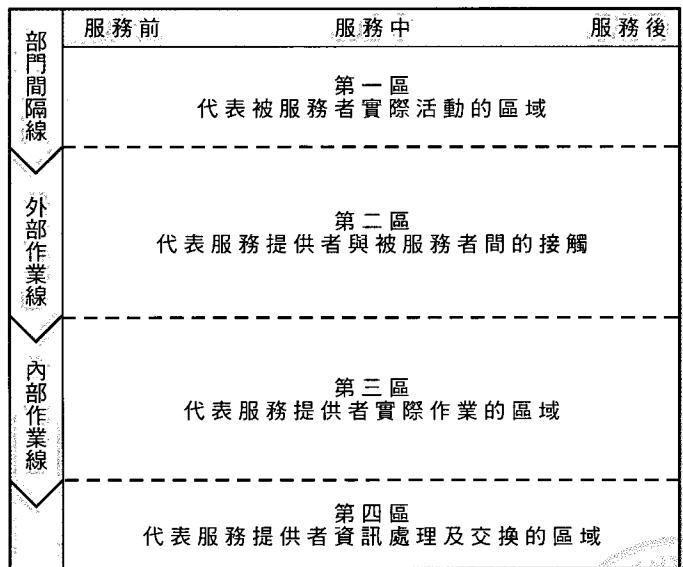 服務前 服務中 服務後
部門間隔線
第一區
代表被服務者實際活動的區域
外部作業線
第二區
代表服務提供者與被服務者間的接觸
內部作業線
第三區
代表服務提供者實際作業的區域
第四區
代表服務提供者資訊處理及交換的區域